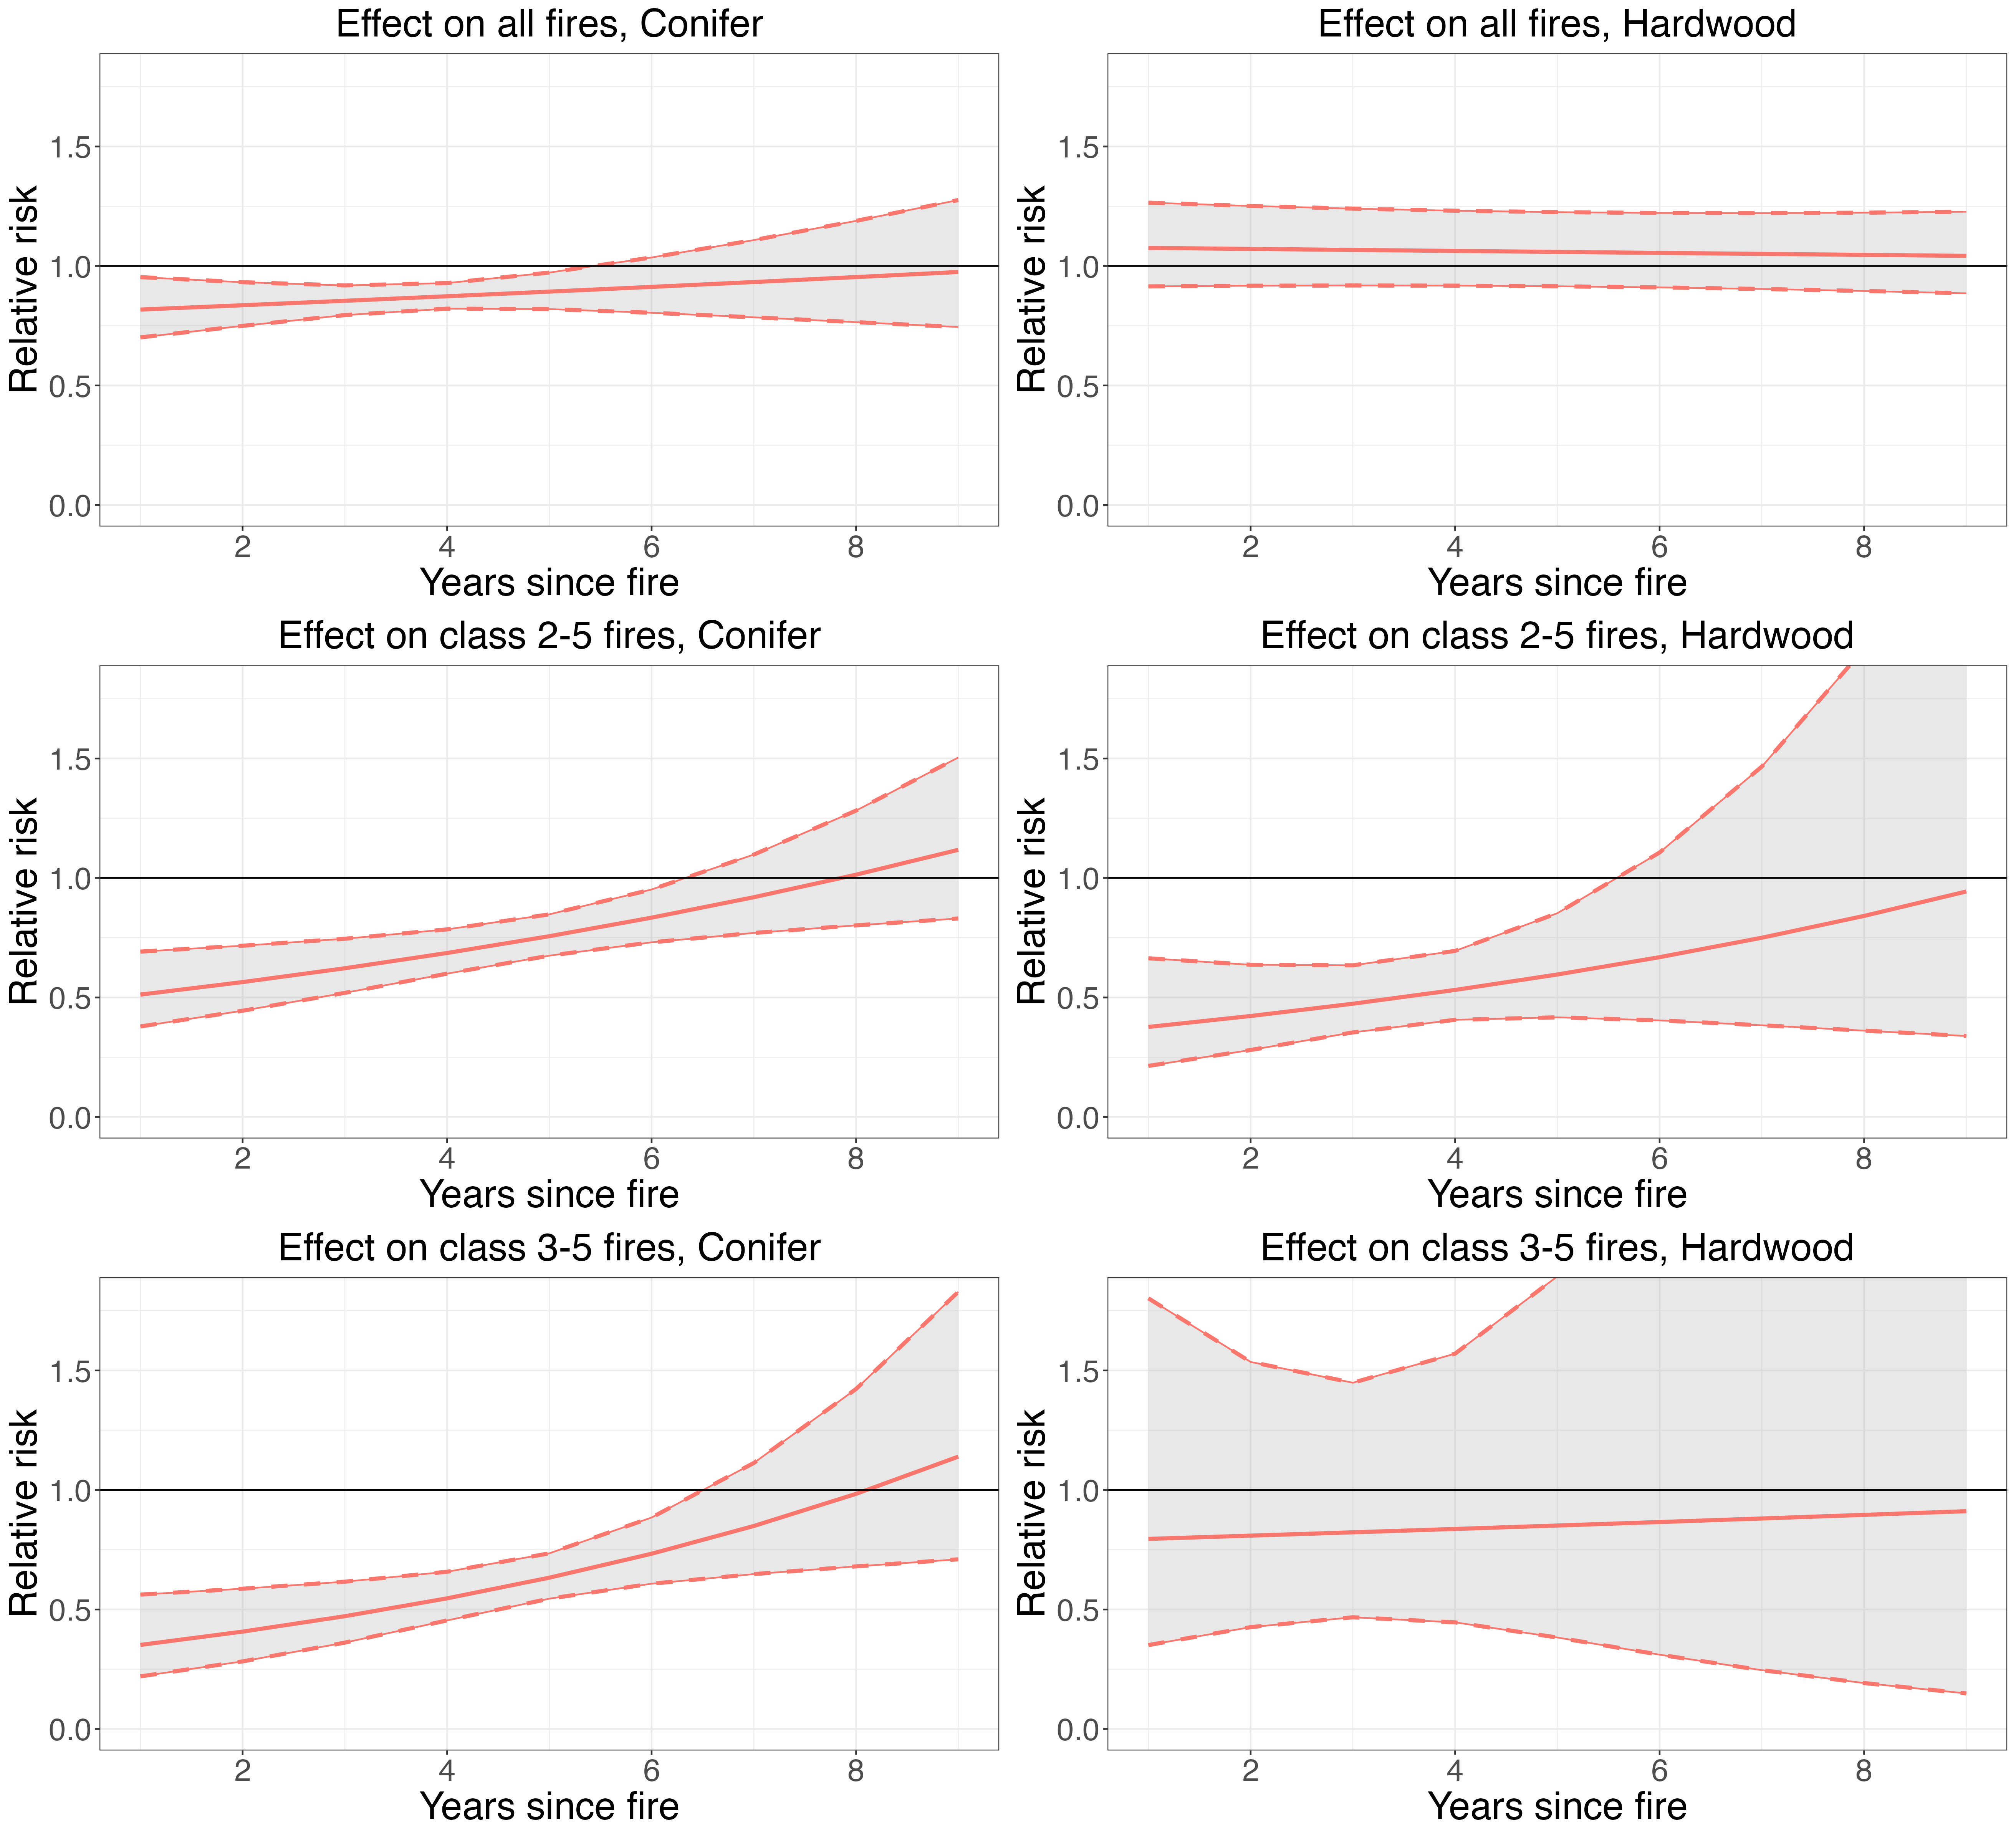 Effect on all fires, Conifer
Relative risk
1.5
1.0
0.5
0.0
2 4 6 8
Years since fire
Effect on all fires, Hardwood
Relative risk
1.5
1.0
0.5
0.0
2 4 6 8
Years since fire
Effect on class 2-5 fires, Conifer
Relative risk
1.5
1.0
0.5
0.0
2 4 6 8
Years since fire
Effect on class 2-5 fires, Hardwood
Relative risk
1.5
1.0
0.5
0.0
2 4 6 8
Years since fire
Effect on class 3-5 fires, Conifer
Relative risk
1.5
1.0
0.5
0.0
2 4 6 8
Years since fire
Effect on class 3-5 fires, Hardwood
Relative risk
1.5
1.0
0.5
0.0
2 4 6 8
Years since fire